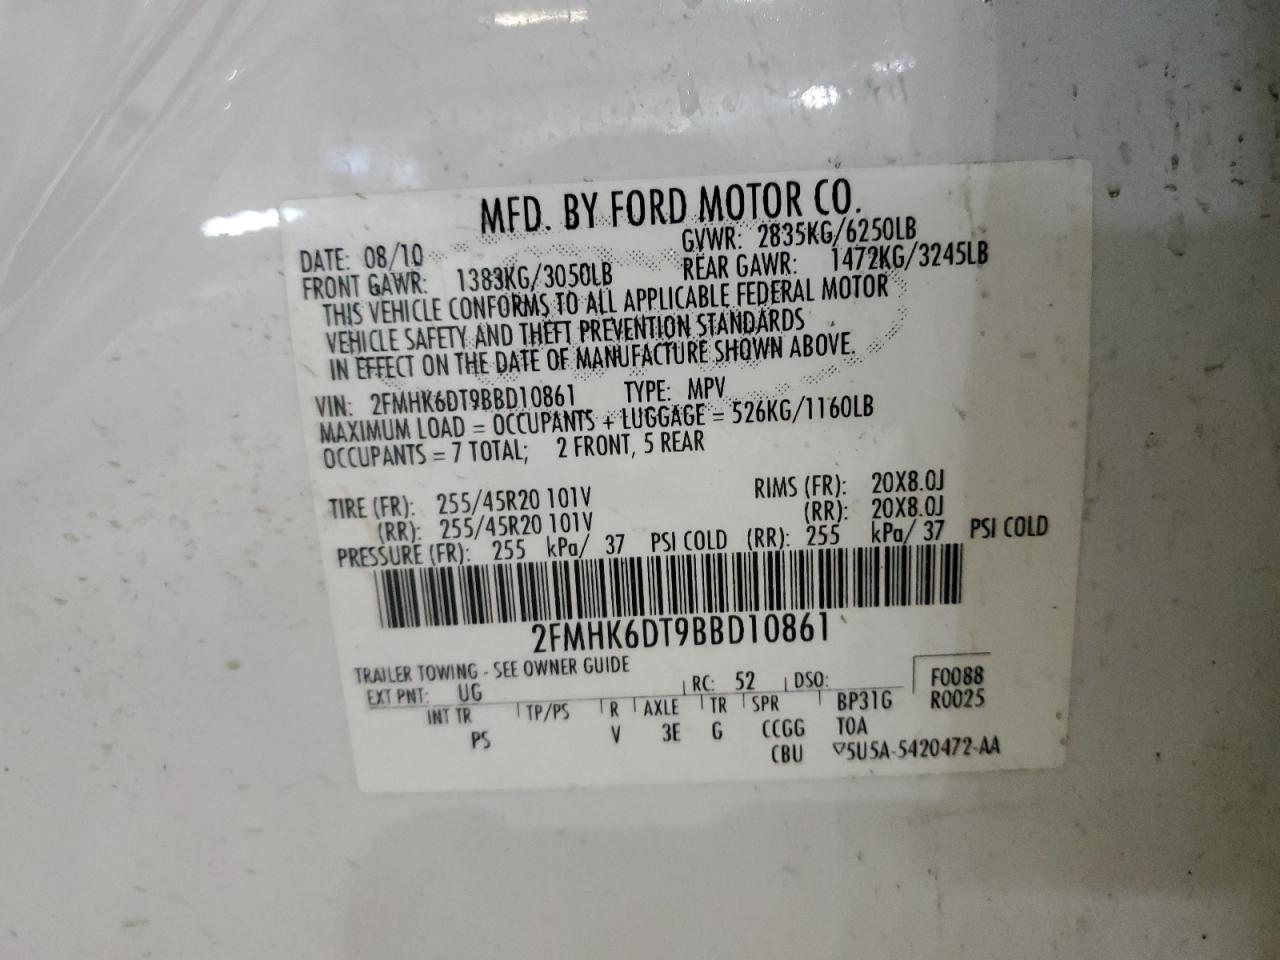 MFD. BY FORD MOTOR CO.
DATE: 08/10 GVWR: 2835KG/6250LB
FRONT GAWR: 1383KG/3050LB REAR GAWR: 1472KG/3245LB
THIS VEHICLE CONFORMS TO ALL APPLICABLE FEDERAL MOTOR
VEHICLE SAFETY AND THEFT PREVENTION STANDARDS
IN EFFECT ON THE DATE OF MANUFACTURE SHOWN ABOVE.
VIN: 2FMHK6DT9BBD10861 TYPE: MPV
MAXIMUM LOAD = OCCUPANTS + LUGGAGE = 526KG/1160LB
OCCUPANTS = 7 TOTAL; 2 FRONT, 5 REAR
TIRE (FR): 255/45R20 101V RIMS (FR): 20X8.0J
(RR): 255/45R20 101V (RR): 20X8.0J
PRESSURE (FR): 255 kPa/ 37 PSI COLD (RR): 255 kPa/ 37 PSI COLD
2FMHK6DT9BBD10861
TRAILER TOWING - SEE OWNER GUIDE
EXT PNT: UG RC: 52 DSO: F0088
INT TR TP/PS R AXLE TR SPR BP31G R0025
PS V 3E G CCGG TOA
CBU ▽5U5A-5420472-AA